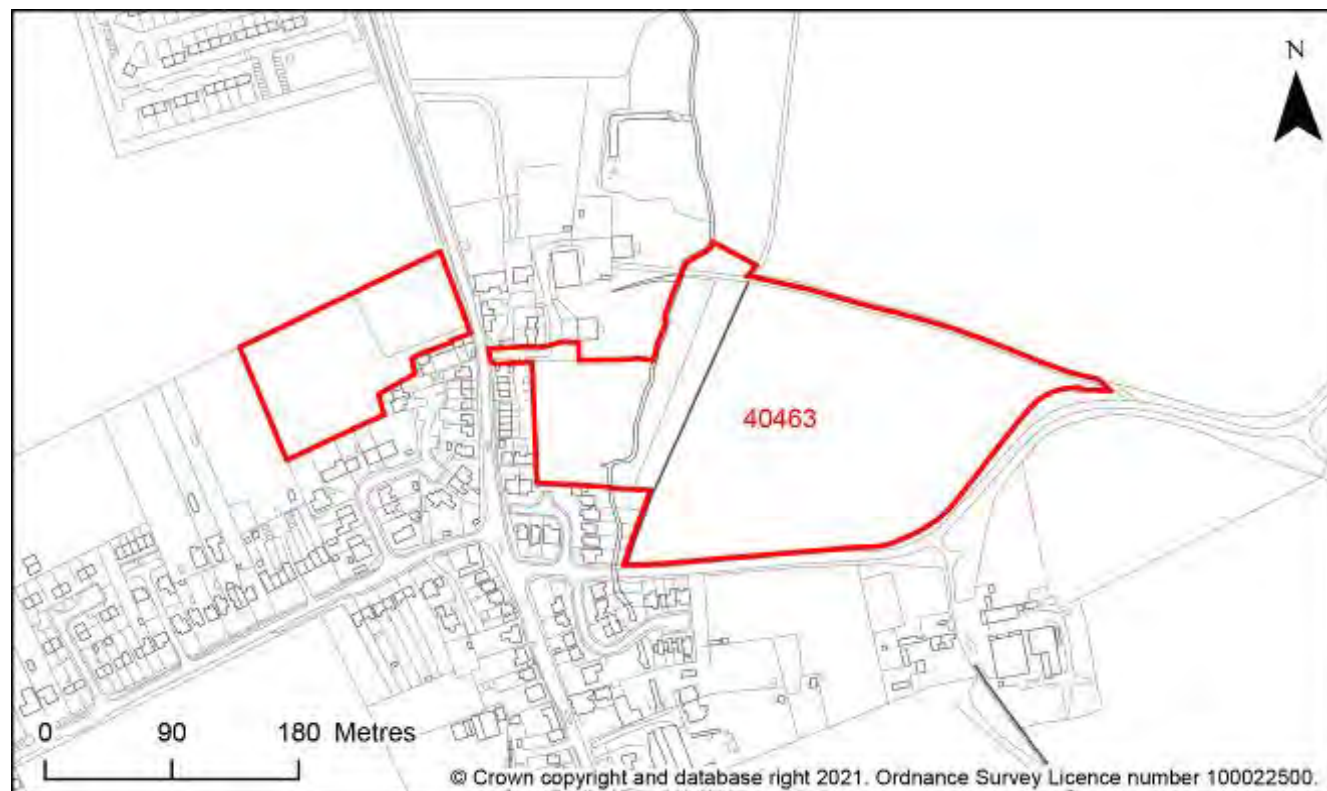 N
40463
0 90 180 Metres
© Crown copyright and database right 2021. Ordnance Survey Licence number 100022500.